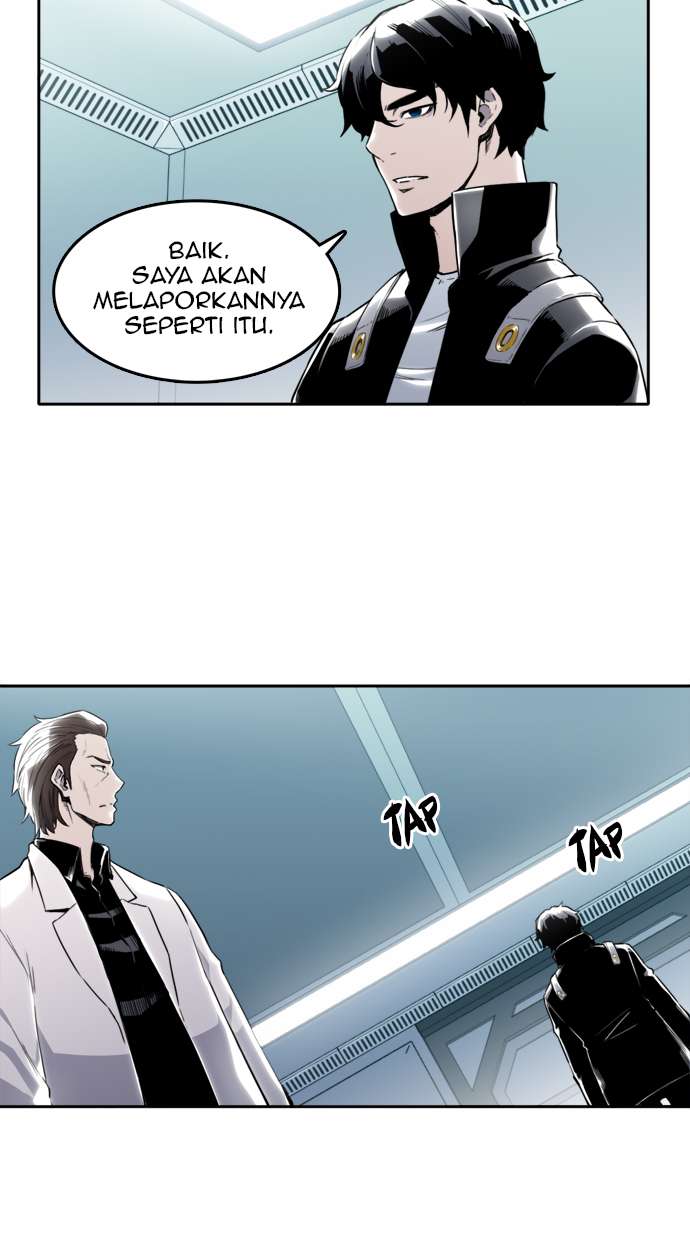 BAIK.
SAYA AKAN
MELAPORKANNYA
SEPERTI ITU.
TAP
TAP